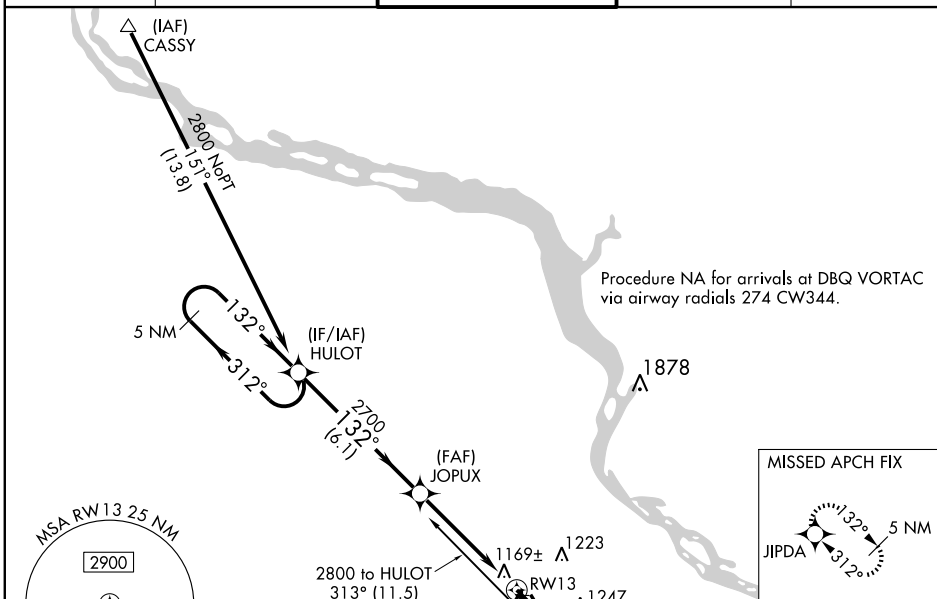 (IAF)
CASSY
2800 NoPT
151°
(13.8)
Procedure NA for arrivals at DBQ VORTAC
via airway radials 274 CW344.
5 NM
132°
312°
(IF/IAF)
HULOT
1878
2700
132°
(6.1)
(FAF)
JOPUX
MISSED APCH FIX
132°
5 NM
JIPDA
312°
MSA RW13 25 NM
2900
1169±
1223
2800 to HULOT
313° (11.5)
RW13
1247